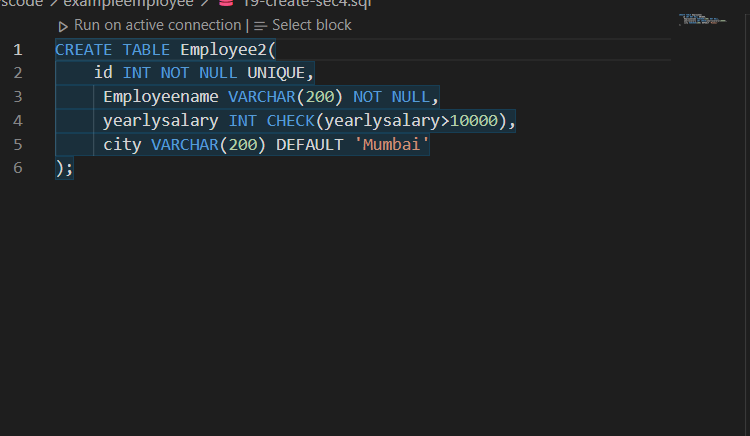 scode > exampleemployee > 19-create-sec4.sql
Run on active connection | Select block
1 CREATE TABLE Employee2(
2 id INT NOT NULL UNIQUE,
3 Employeename VARCHAR(200) NOT NULL,
4 yearlysalary INT CHECK(yearlysalary>10000),
5 city VARCHAR(200) DEFAULT 'Mumbai'
6 );